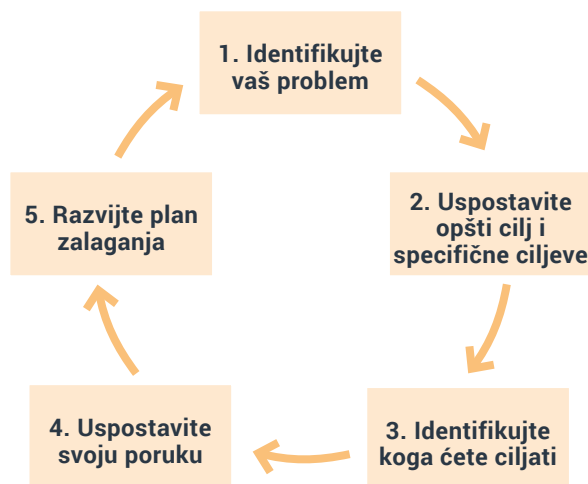 1. Identifikujte
vaš problem
2. Uspostavite
opšti cilj i
specifične ciljeve
3. Identifikujte
koga ćete ciljati
4. Uspostavite
svoju poruku
5. Razvijte plan
zalaganja